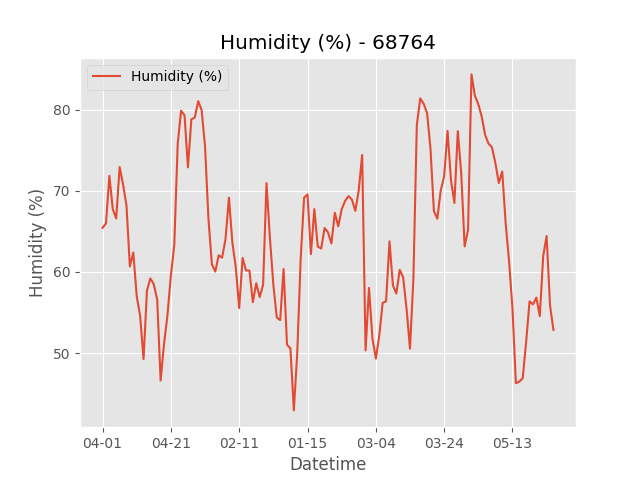 Humidity (%) - 68764
Humidity (%)
80
70
60
50
Humidity (%)
04-01 04-21 02-11 01-15 03-04 03-24 05-13
Datetime